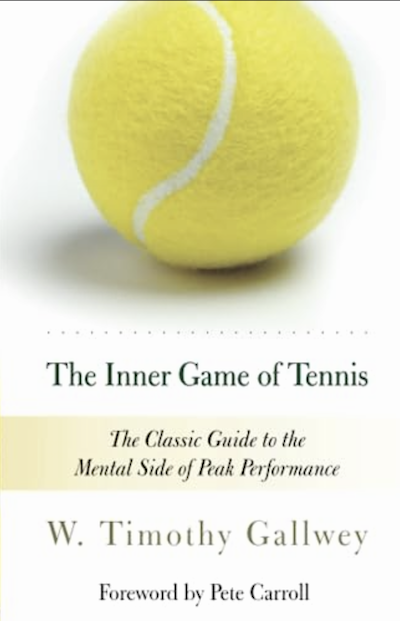 The Inner Game of Tennis
The Classic Guide to the
Mental Side of Peak Performance
W. Timothy Gallwey
Foreword by Pete Carroll